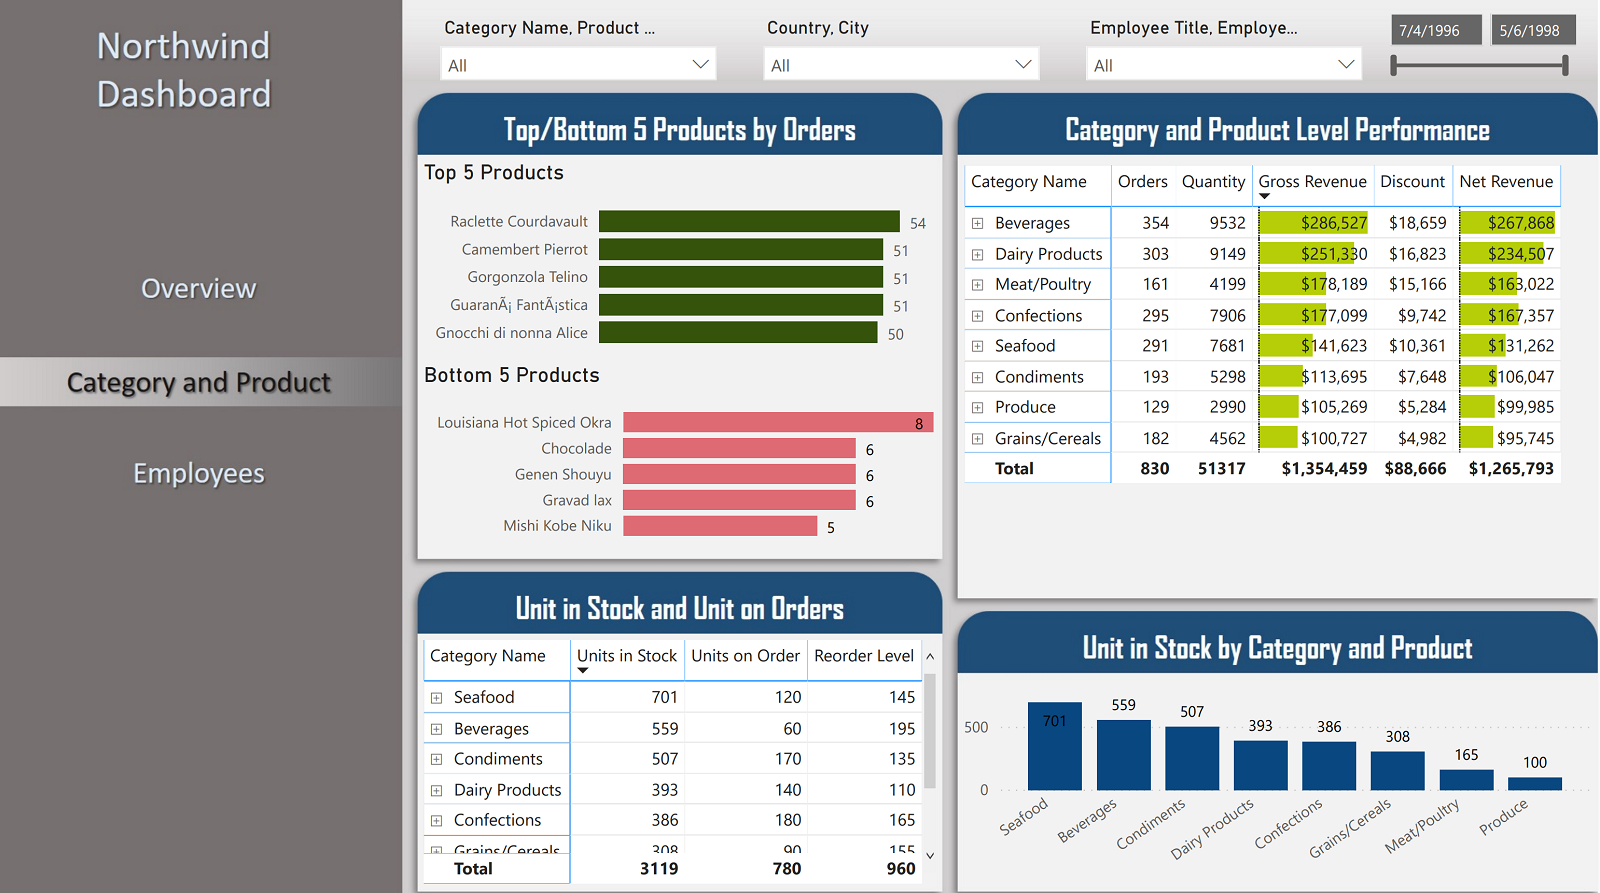 Northwind
Dashboard
Overview
Category and Product
Employees
Category Name, Product ...
All
Country, City
All
Employee Title, Employe...
All
7/4/1996
5/6/1998
Top/Bottom 5 Products by Orders
Top 5 Products
Raclette Courdavault 54
Camembert Pierrot 51
Gorgonzola Telino 51
GuaranÃ¡ FantÃ¡stica 51
Gnocchi di nonna Alice 50
Bottom 5 Products
Louisiana Hot Spiced Okra 8
Chocolade 6
Genen Shouyu 6
Gravad lax 6
Mishi Kobe Niku 5
Category and Product Level Performance
Category Name Orders Quantity Gross Revenue Discount Net Revenue
Beverages 354 9532 $286,527 $18,659 $267,868
Dairy Products 303 9149 $251,330 $16,823 $234,507
Meat/Poultry 161 4199 $178,189 $15,166 $163,022
Confections 295 7906 $177,099 $9,742 $167,357
Seafood 291 7681 $141,623 $10,361 $131,262
Condiments 193 5298 $113,695 $7,648 $106,047
Produce 129 2990 $105,269 $5,284 $99,985
Grains/Cereals 182 4562 $100,727 $4,982 $95,745
Total 830 51317 $1,354,459 $88,666 $1,265,793
Unit in Stock and Unit on Orders
Category Name Units in Stock Units on Order Reorder Level
Seafood 701 120 145
Beverages 559 60 195
Condiments 507 170 135
Dairy Products 393 140 110
Confections 386 180 165
Grains/Cereals 308 90 155
Total 3119 780 960
Unit in Stock by Category and Product
500
0
701
559
507
393
386
308
165
100
Seafood
Beverages
Condiments
Dairy Products
Confections
Grains/Cereals
Meat/Poultry
Produce